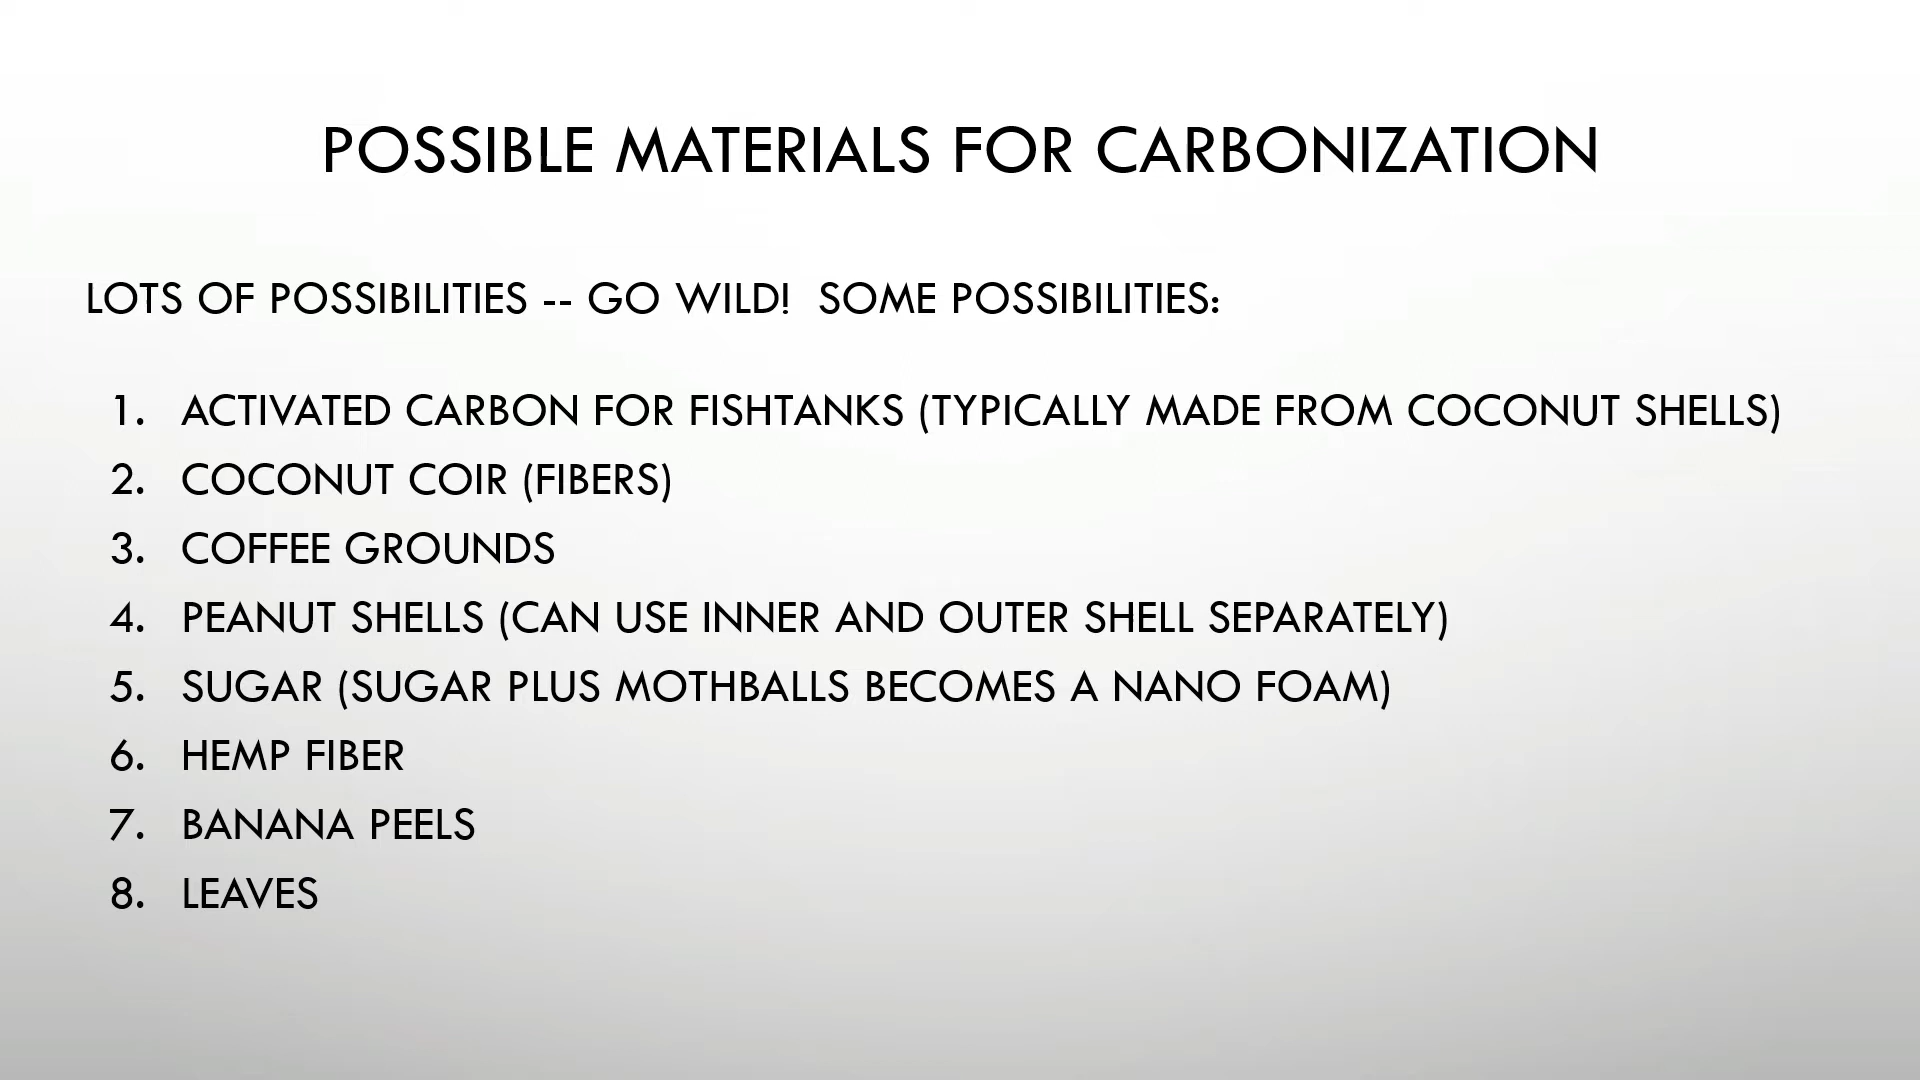 POSSIBLE MATERIALS FOR CARBONIZATION
LOTS OF POSSIBILITIES -- GO WILD!  SOME POSSIBILITIES:
1. ACTIVATED CARBON FOR FISHTANKS (TYPICALLY MADE FROM COCONUT SHELLS)
2. COCONUT COIR (FIBERS)
3. COFFEE GROUNDS
4. PEANUT SHELLS (CAN USE INNER AND OUTER SHELL SEPARATELY)
5. SUGAR (SUGAR PLUS MOTHBALLS BECOMES A NANO FOAM)
6. HEMP FIBER
7. BANANA PEELS
8. LEAVES